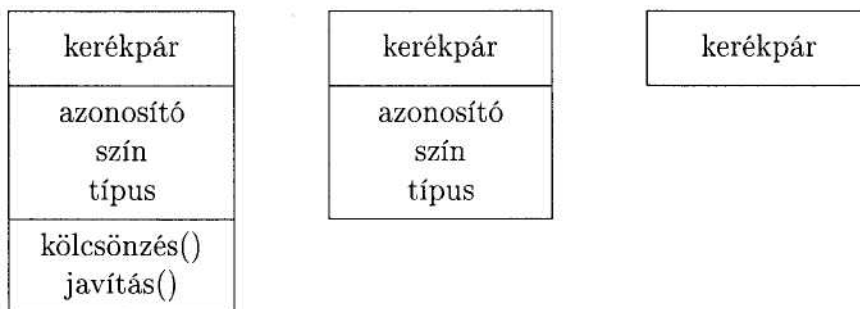 kerékpár
azonosító
szín
típus
kölcsönzés()
javítás()
kerékpár
azonosító
szín
típus
kerékpár